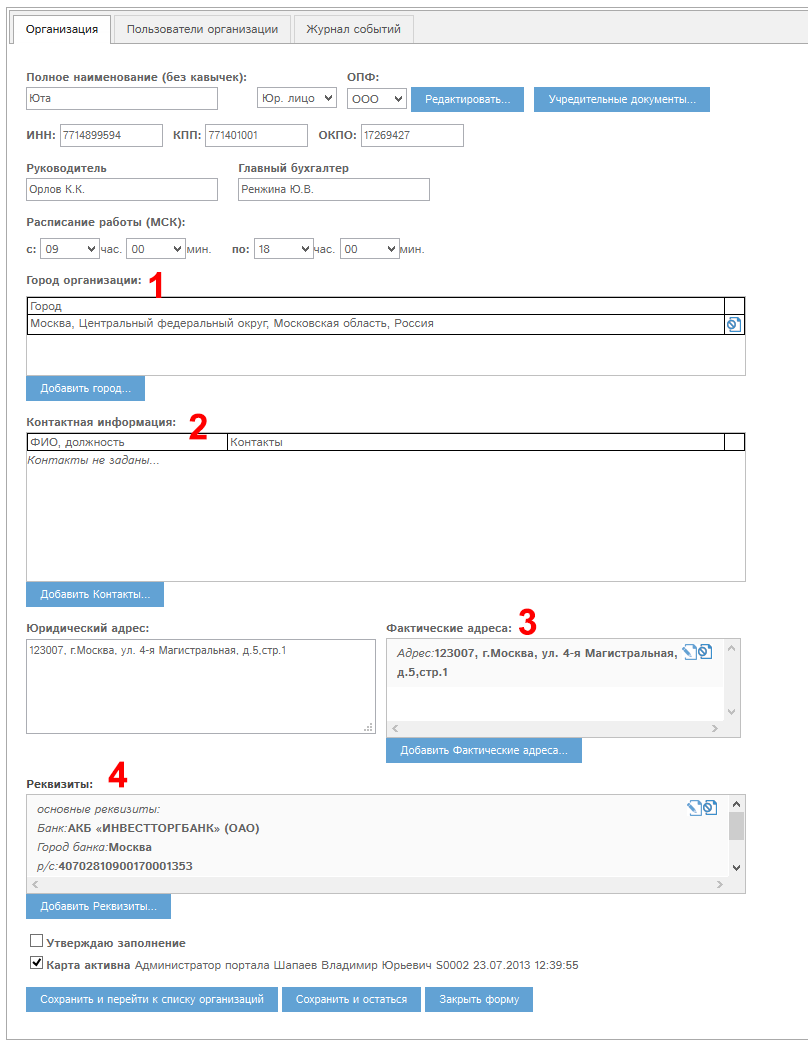 Организация Пользователи организации Журнал событий
Полное наименование (без кавычек): ОПФ:
Юта Юр. лицо ООО Редактировать... Учредительные документы...
ИНН: 7714899594 КПП: 771401001 ОКПО: 17269427
Руководитель Главный бухгалтер
Орлов К.К. Ренжина Ю.В.
Расписание работы (МСК):
с: 09 час. 00 мин. по: 18 час. 00 мин.
Город организации: 1
Город
Москва, Центральный федеральный округ, Московская область, Россия
Добавить город...
Контактная информация: 2
ФИО, должность Контакты
Контакты не заданы...
Добавить Контакты...
Юридический адрес: Фактические адреса: 3
123007, г.Москва, ул. 4-я Магистральная, д.5,стр.1 Адрес:123007, г.Москва, ул. 4-я Магистральная,
д.5,стр.1
Добавить Фактические адреса...
Реквизиты: 4
основные реквизиты:
Банк:АКБ «ИНВЕСТТОРГБАНК» (ОАО)
Город банка:Москва
р/с:40702810900170001353
Добавить Реквизиты...
Утверждаю заполнение
Карта активна Администратор портала Шапаев Владимир Юрьевич S0002 23.07.2013 12:39:55
Сохранить и перейти к списку организаций Сохранить и остаться Закрыть форму